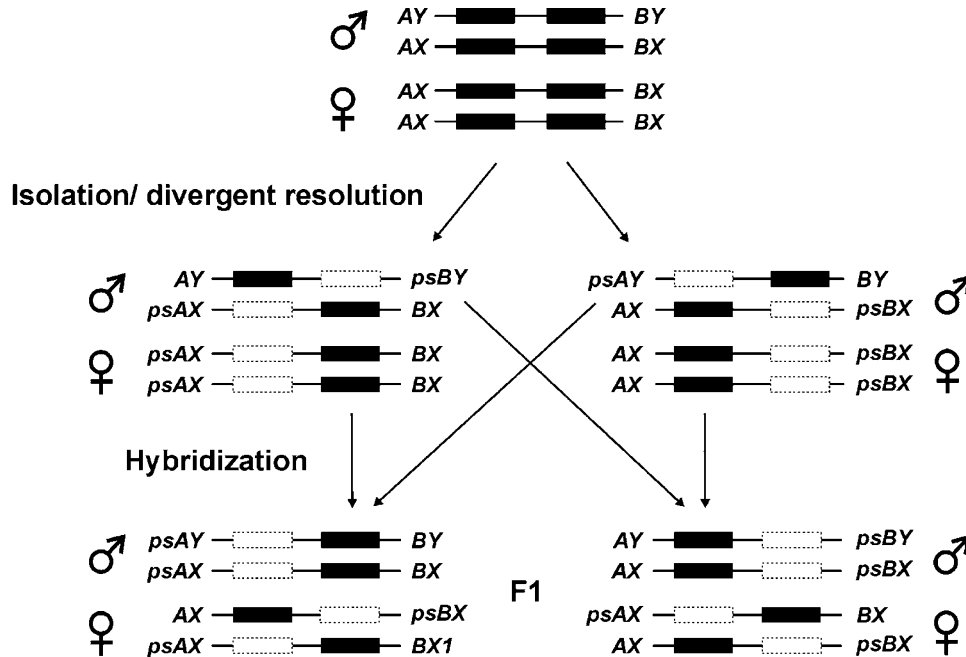 ♂ AY BY
AX BX
♀ AX BX
AX BX
Isolation/ divergent resolution
♂ AY psBY psAY BY ♂
psAX BX AX psBX
♀ psAX BX AX psBX ♀
psAX BX AX psBX
Hybridization
♂ psAY BY AY psBY ♂
psAX BX AX psBX
F1
♀ AX psBX psAX BX ♀
psAX BX1 AX psBX